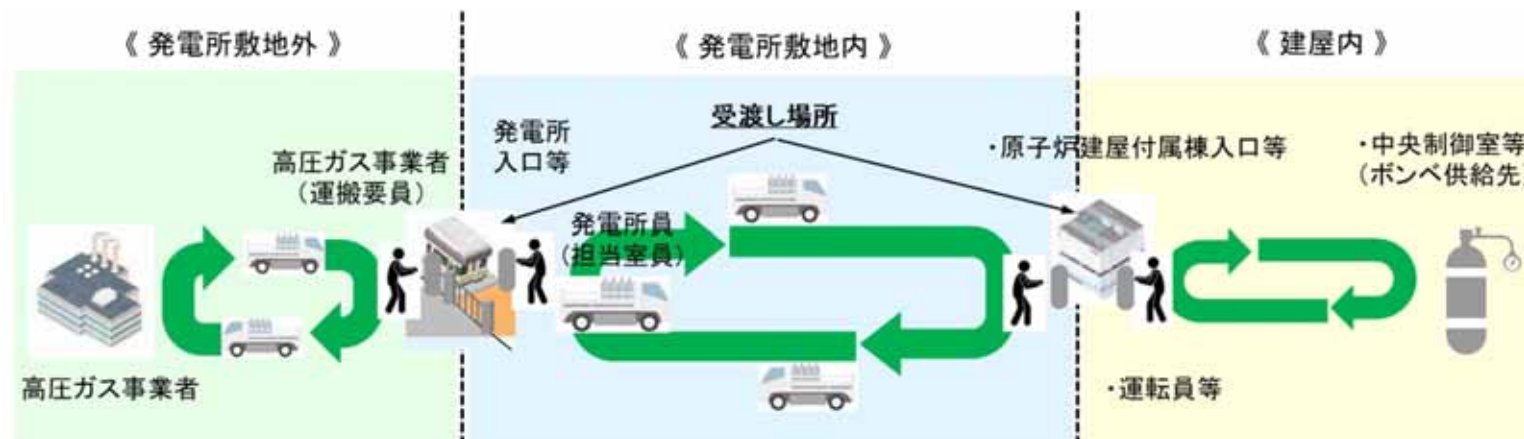 《 発電所敷地外 》
《 発電所敷地内 》
《 建屋内 》
受渡し場所
高圧ガス事業者
（運搬要員）
発電所
入口等
発電所員
（担当室員）
・原子炉建屋付属棟入口等
・中央制御室等
（ボンベ供給先）
高圧ガス事業者
・運転員等